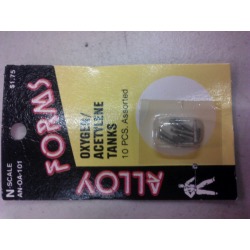 $1.75
ALLOY
FORMS
OXYGEN/
ACETYLENE
TANKS
10 PCS. Assorted
N-SCALE
AN-OA-101